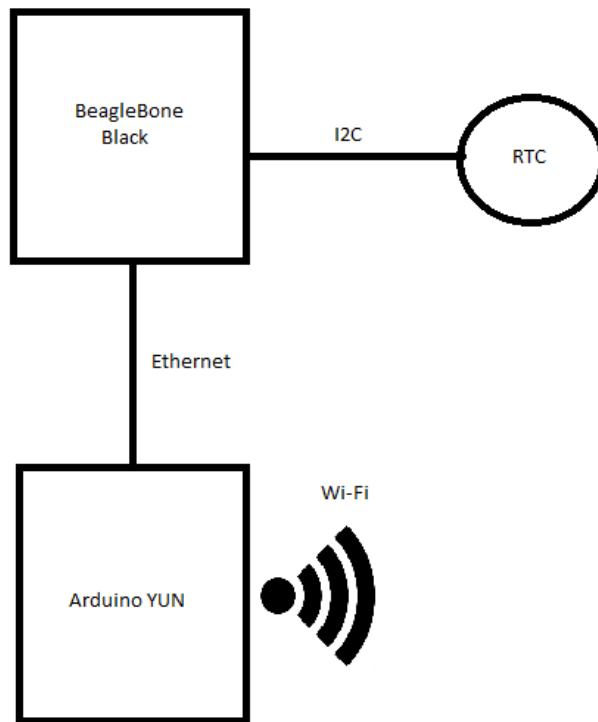 BeagleBone
Black
I2C
RTC
Ethernet
Wi-Fi
Arduino YUN